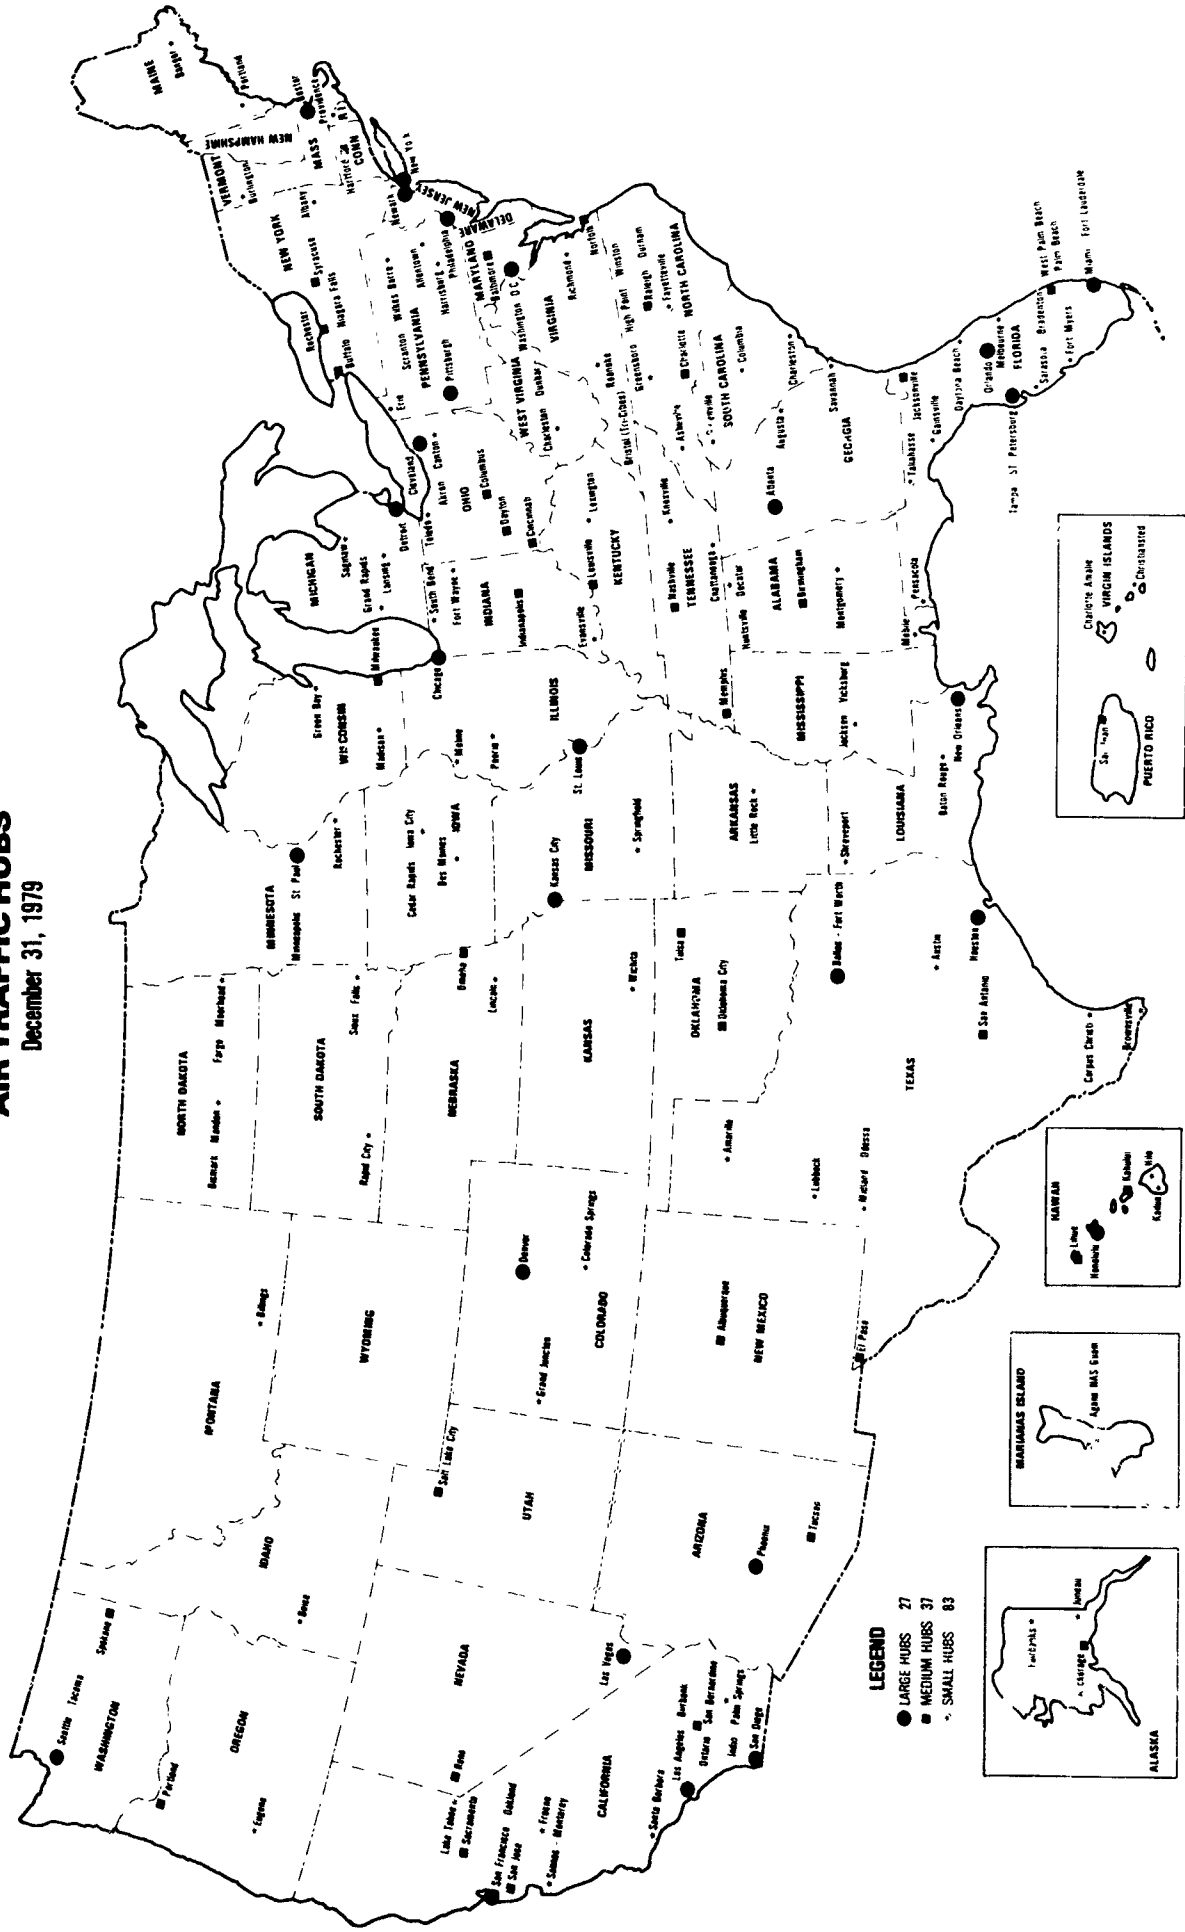 AIR TRAFFIC HUBS
December 31, 1979
Seattle Tacoma
Spokane
WASHINGTON
Portland
OREGON
Eugene
IDAHO
Boise
MONTANA
Billings
WYOMING
NORTH DAKOTA
Bismarck Mandan
Fargo Moorhead
SOUTH DAKOTA
Rapid City
Sioux Falls
NEBRASKA
Omaha
Lincoln
MINNESOTA
Minneapolis St Paul
Rochester
WISCONSIN
Green Bay
Madison
Milwaukee
MICHIGAN
Saginaw
Grand Rapids
Lansing
Detroit
IOWA
Cedar Rapids Iowa City
Des Moines
ILLINOIS
Chicago
Moline
Peoria
INDIANA
South Bend
Fort Wayne
Indianapolis
Evansville
OHIO
Toledo
Cleveland
Akron Canton
Columbus
Dayton
Cincinnati
NEVADA
Reno
Las Vegas
CALIFORNIA
Lake Tahoe
Sacramento
San Francisco Oakland
San Jose
Fresno
Salinas - Monterey
Santa Barbara
Los Angeles Burbank
Ontario San Bernardino
Indio Palm Springs
San Diego
UTAH
Salt Lake City
COLORADO
Grand Junction
Denver
Colorado Springs
ARIZONA
Phoenix
Tucson
NEW MEXICO
Albuquerque
KANSAS
Wichita
MISSOURI
Kansas City
St Louis
Springfield
OKLAHOMA
Tulsa
Oklahoma City
TEXAS
Amarillo
Lubbock
Midland Odessa
El Paso
Dallas - Fort Worth
Austin
Houston
San Antonio
Corpus Christi
Brownsville
ARKANSAS
Little Rock
LOUISIANA
Shreveport
Baton Rouge
New Orleans
MISSISSIPPI
Jackson Vicksburg
ALABAMA
Huntsville Decatur
Birmingham
Montgomery
Mobile
TENNESSEE
Memphis
Nashville
Chattanooga
Knoxville
Bristol (Tri-Cities)
KENTUCKY
Louisville
Lexington
GEORGIA
Atlanta
Augusta
Savannah
FLORIDA
Pensacola
Tallahasse
Jacksonville
Gainsville
Daytona Beach
Orlando
Melbourne
Tampa ST Petersburg
Sarasota Bradenton
Fort Myers
West Palm Beach
Palm Beach
Miami Fort Lauderdale
SOUTH CAROLINA
Greenville
Columbia
Charleston
NORTH CAROLINA
Asheville
Charlotte
Greensboro High Point Winston
Raleigh Durham
Fayetteville
VIRGINIA
Roanoke
Richmond
Norfolk
WEST VIRGINIA
Charleston Dunbar
Washington D C
MARYLAND
Baltimore
DELAWARE
PENNSYLVANIA
Erie
Pittsburgh
Scranton Wilkes Barre
Allentown
Harrisburg
Philadelphia
NEW JERSEY
Newark
NEW YORK
Buffalo Niagara Falls
Rochester
Syracuse
Albany
New York
VERMONT
Burlington
NEW HAMPSHIRE
MAINE
Bangor
Portland
MASS
Boston
CONN
Hartford
R I
Providence
LEGEND
LARGE HUBS 27
MEDIUM HUBS 37
SMALL HUBS 83
ALASKA
Fairbanks
Juneau
MARIANAS ISLAND
Agana NAS Guam
HAWAII
Lihue
Honolulu
Kahului
Hilo
Kailua
PUERTO RICO
San Juan
Charlotte Amalie
VIRGIN ISLANDS
Christiansted